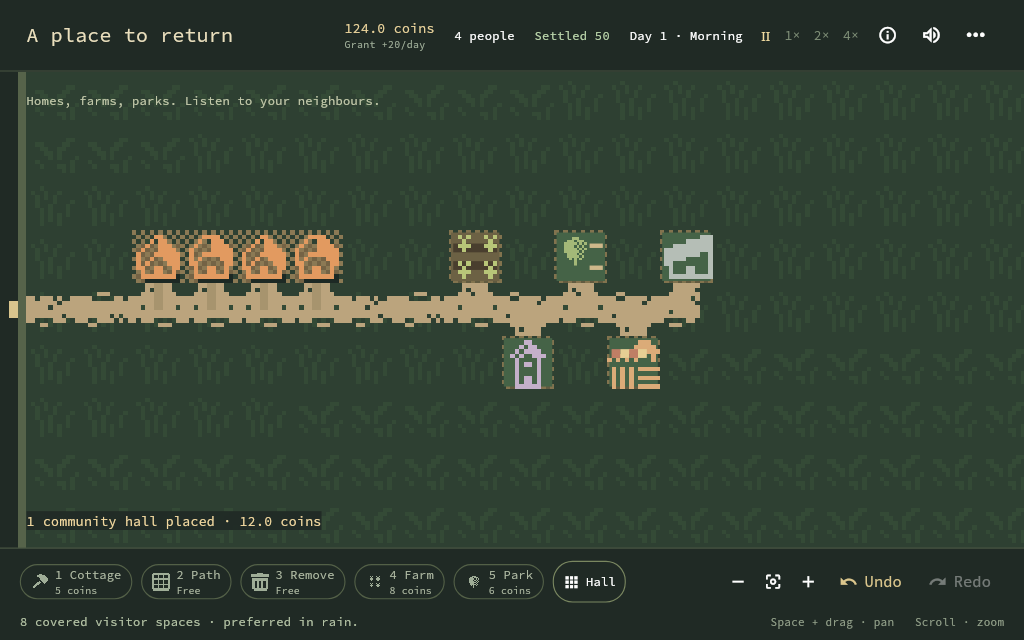 A place to return
124.0 coins
Grant +20/day
4 people
Settled 50
Day 1 · Morning
II 1× 2× 4×
Homes, farms, parks. Listen to your neighbours.
1 community hall placed · 12.0 coins
1 Cottage
5 coins
2 Path
Free
3 Remove
Free
4 Farm
8 coins
5 Park
6 coins
Hall
Undo
Redo
8 covered visitor spaces · preferred in rain.
Space + drag · pan
Scroll · zoom